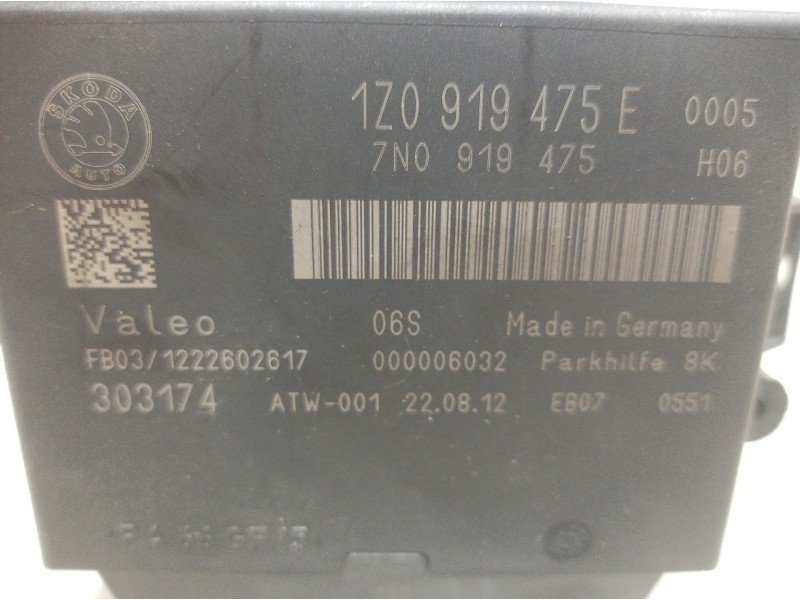 SKODA AUTO
1Z0 919 475 E 0005
7N0 919 475 H06
Valeo 06S Made in Germany
FB03/1222602617 000006032 Parkhilfe 8K
303174 ATW-001 22.08.12 EB07 0551